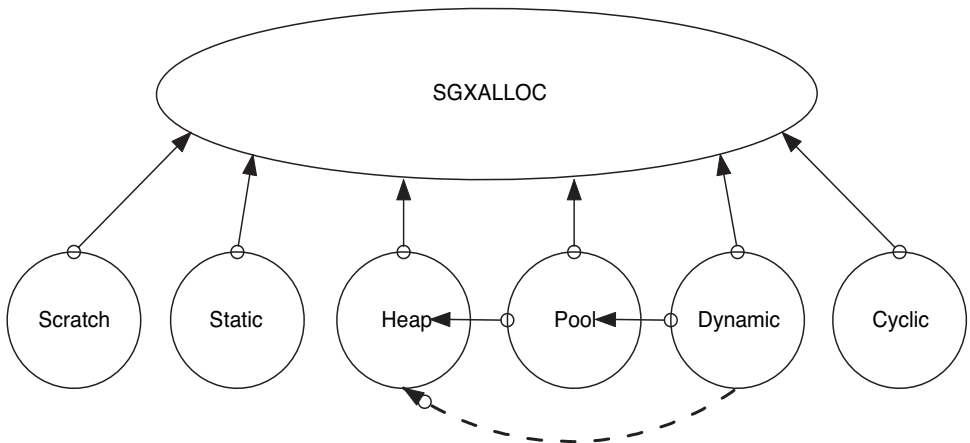 SGXALLOC
Scratch
Static
Heap
Pool
Dynamic
Cyclic